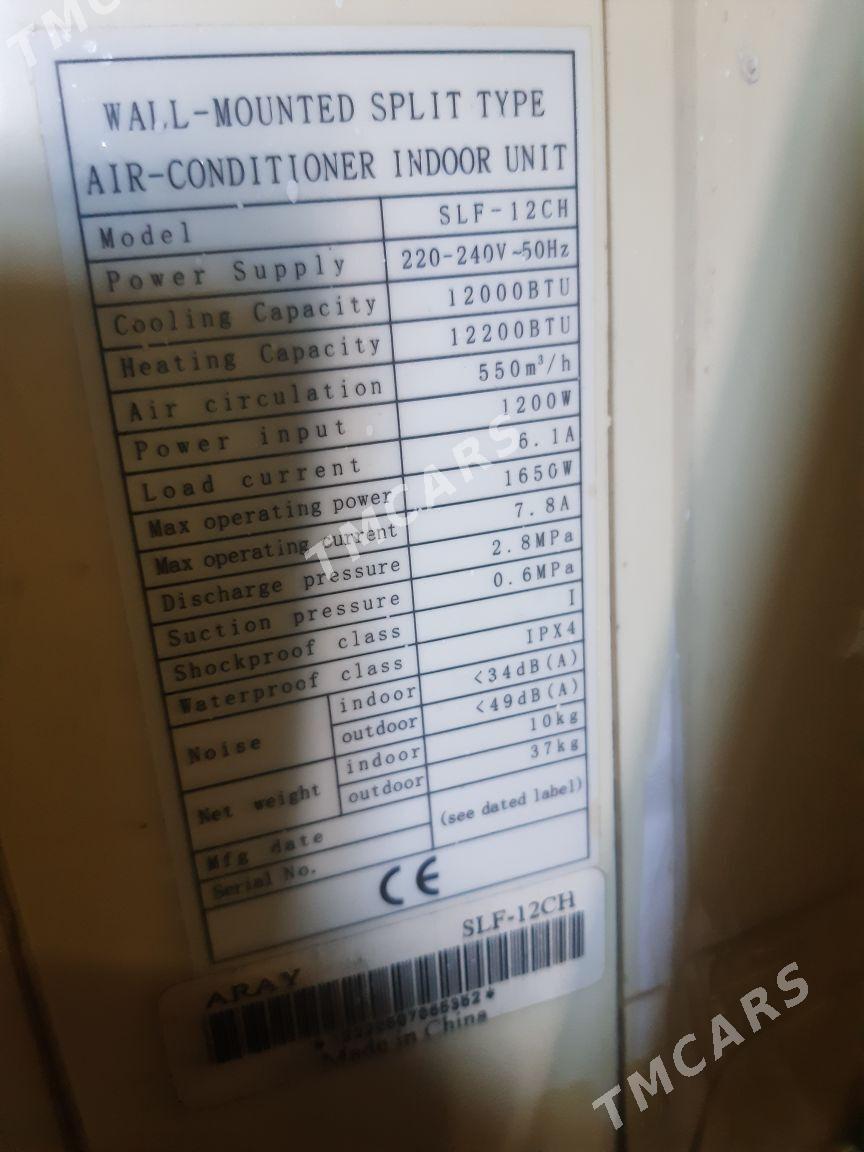 WALL-MOUNTED SPLIT TYPE
AIR-CONDITIONER INDOOR UNIT
Model SLF-12CH
Power Supply 220-240V~50Hz
Cooling Capacity 12000BTU
Heating Capacity 12200BTU
Air circulation 550m³/h
Power input 1200W
Load current 6.1A
Max operating power 1650W
Max operating current 7.8A
Discharge pressure 2.8MPa
Suction pressure 0.6MPa
Shockproof class I
Waterproof class IPX4
Noise indoor <34dB(A)
outdoor <49dB(A)
Net weight indoor 10kg
outdoor 37kg
Mfg date (see dated label)
Serial No.
CE
ARAY SLF-12CH
Made in China
TMCARS
TMCARS
TMC